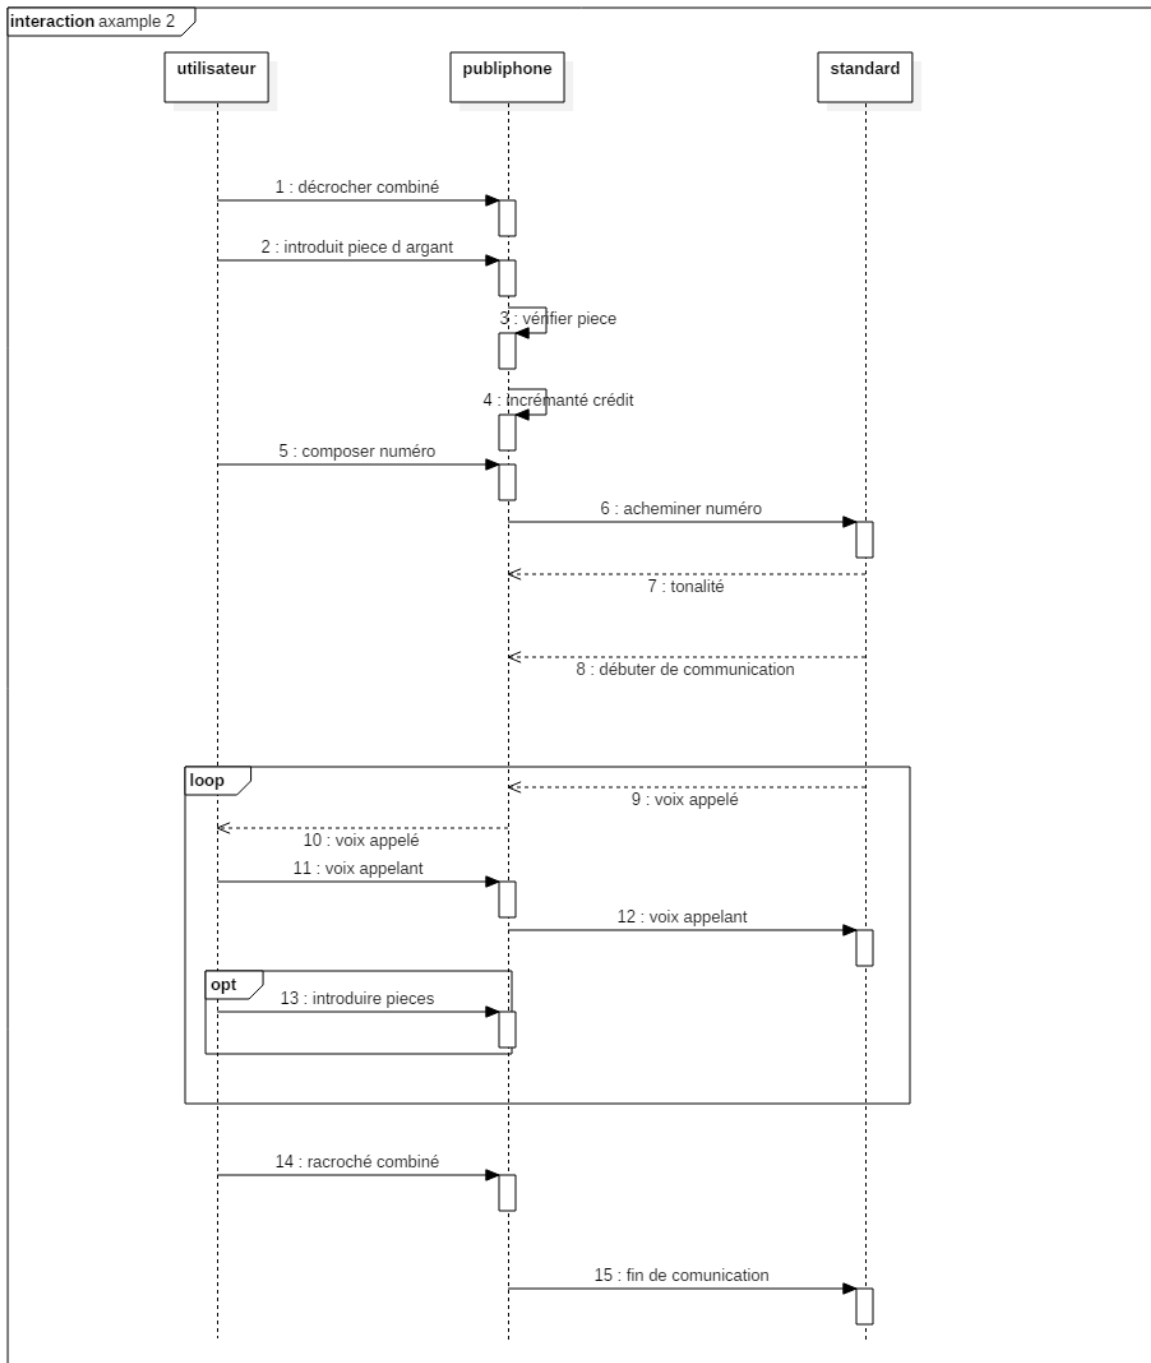 interaction axample 2
utilisateur
publiphone
standard
1 : décrocher combiné
2 : introduit piece d argant
3 : vérifier piece
4 : incrémanté crédit
5 : composer numéro
6 : acheminer numéro
7 : tonalité
8 : débuter de communication
loop
9 : voix appelé
10 : voix appelé
11 : voix appelant
12 : voix appelant
opt
13 : introduire pieces
14 : racroché combiné
15 : fin de comunication